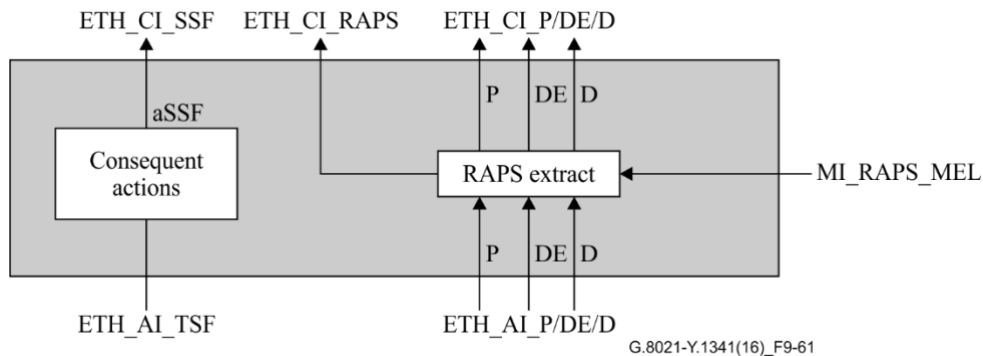 ETH_CI_SSF
ETH_CI_RAPS
ETH_CI_P/DE/D
P
DE
D
aSSF
Consequent
actions
RAPS extract
MI_RAPS_MEL
P
DE
D
ETH_AI_TSF
ETH_AI_P/DE/D
G.8021-Y.1341(16)_F9-61